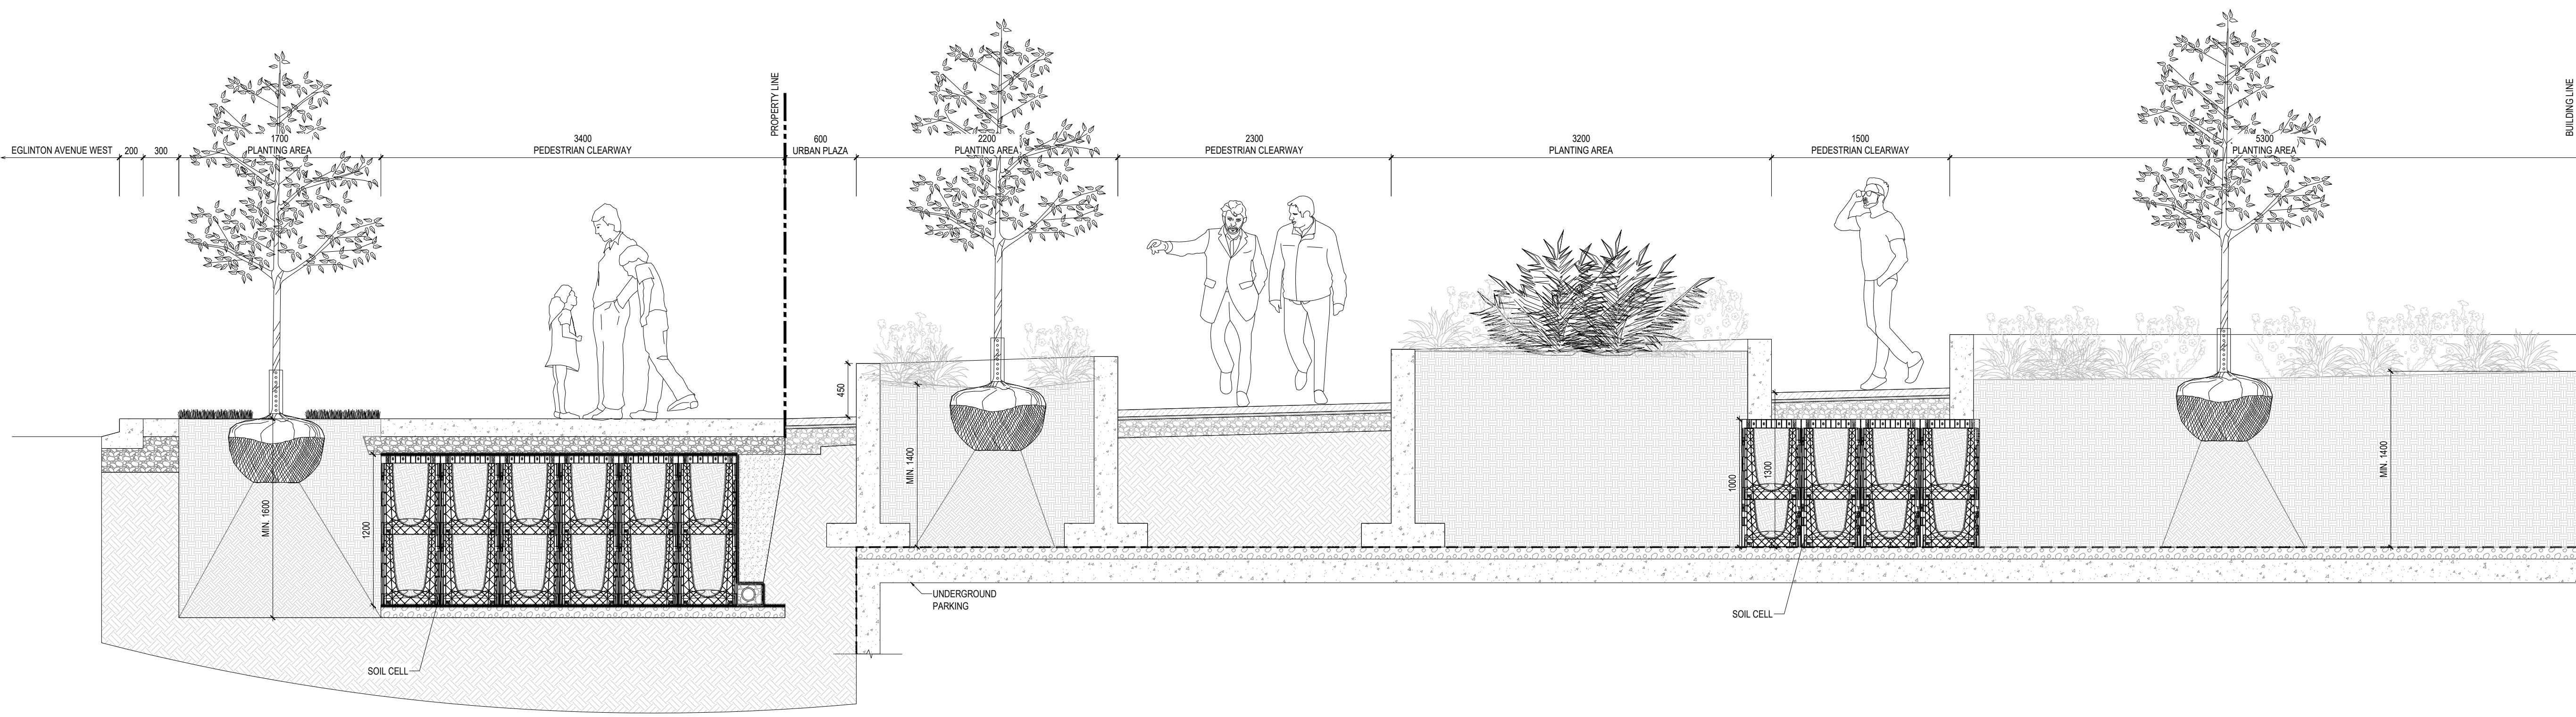 EGLINTON AVENUE WEST
200
300
1700
PLANTING AREA
3400
PEDESTRIAN CLEARWAY
PROPERTY LINE
600
URBAN PLAZA
2200
PLANTING AREA
2300
PEDESTRIAN CLEARWAY
3200
PLANTING AREA
1500
PEDESTRIAN CLEARWAY
5300
PLANTING AREA
BUILDING LINE
450
MIN. 1600
1200
MIN. 1400
1000
1300
MIN. 1400
UNDERGROUND
PARKING
SOIL CELL
SOIL CELL